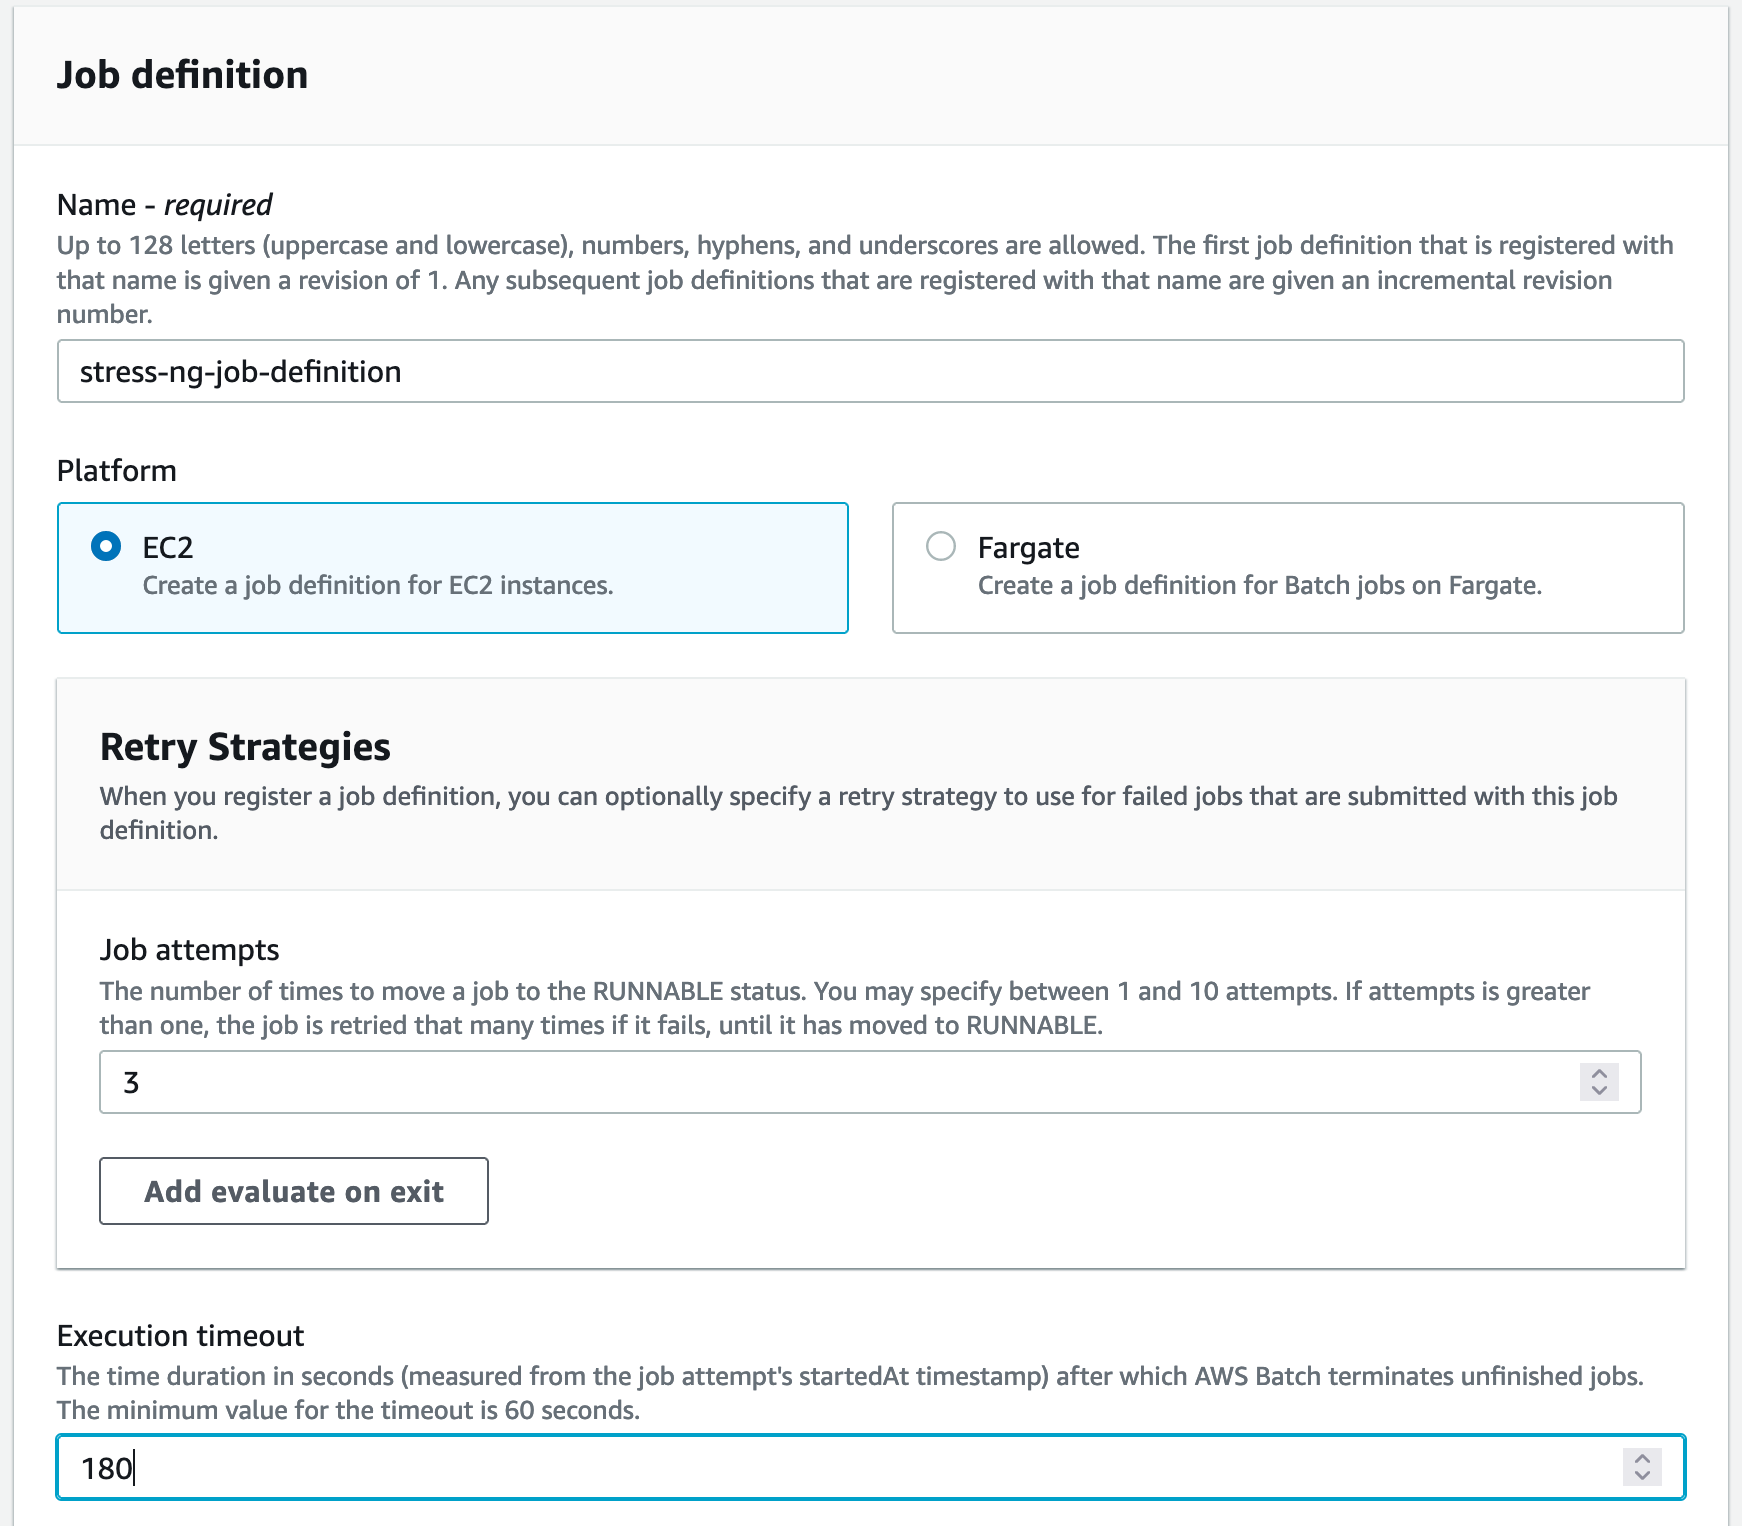 Job definition
Name - required
Up to 128 letters (uppercase and lowercase), numbers, hyphens, and underscores are allowed. The first job definition that is registered with
that name is given a revision of 1. Any subsequent job definitions that are registered with that name are given an incremental revision
number.
stress-ng-job-definition
Platform
EC2
Create a job definition for EC2 instances.
Fargate
Create a job definition for Batch jobs on Fargate.
Retry Strategies
When you register a job definition, you can optionally specify a retry strategy to use for failed jobs that are submitted with this job
definition.
Job attempts
The number of times to move a job to the RUNNABLE status. You may specify between 1 and 10 attempts. If attempts is greater
than one, the job is retried that many times if it fails, until it has moved to RUNNABLE.
3
Add evaluate on exit
Execution timeout
The time duration in seconds (measured from the job attempt's startedAt timestamp) after which AWS Batch terminates unfinished jobs.
The minimum value for the timeout is 60 seconds.
180